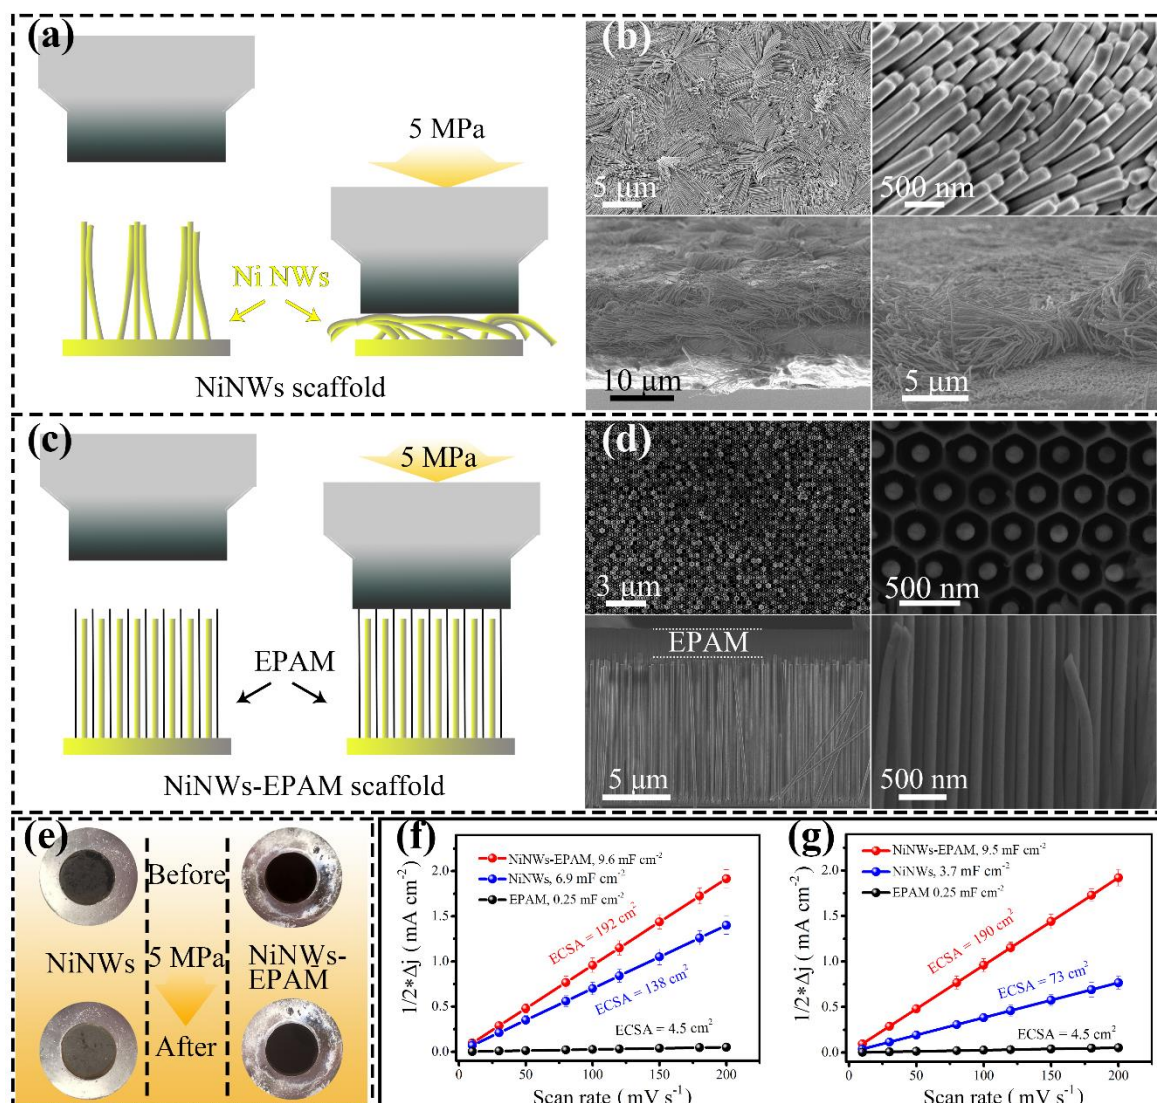 (a)
5 MPa
Ni NWs
NiNWs scaffold
(b)
5 μm
500 nm
10 μm
5 μm
(c)
5 MPa
EPAM
NiNWs-EPAM scaffold
(d)
3 μm
500 nm
EPAM
5 μm
500 nm
(e)
Before
NiNWs
5 MPa
NiNWs-
EPAM
After
(f)
NiNWs-EPAM, 9.6 mF cm⁻²
NiNWs, 6.9 mF cm⁻²
EPAM, 0.25 mF cm⁻²
ECSA = 192 cm²
ECSA = 138 cm²
ECSA = 4.5 cm²
1/2*Δj ( mA cm⁻²)
2.0
1.5
1.0
0.5
0.0
0 50 100 150 200
Scan rate ( mV s⁻¹)
(g)
NiNWs-EPAM, 9.5 mF cm⁻²
NiNWs, 3.7 mF cm⁻²
EPAM 0.25 mF cm⁻²
ECSA = 190 cm²
ECSA = 73 cm²
ECSA = 4.5 cm²
1/2*Δj ( mA cm⁻²)
2.0
1.5
1.0
0.5
0.0
0 50 100 150 200
Scan rate ( mV s⁻¹)